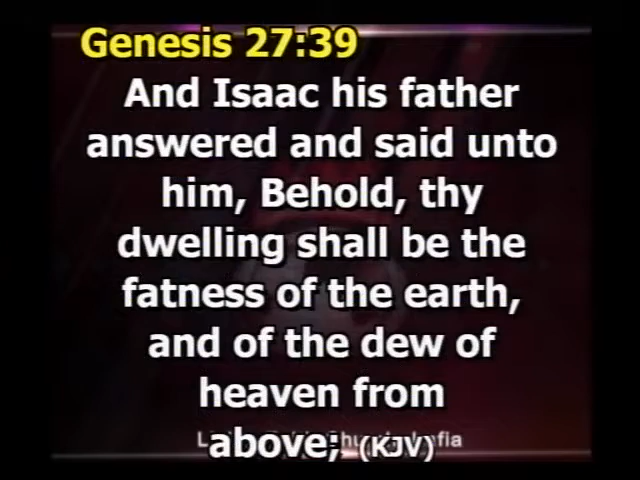 Genesis 27:39
And Isaac his father
answered and said unto
him, Behold, thy
dwelling shall be the
fatness of the earth,
and of the dew of
heaven from
above; (KJV)